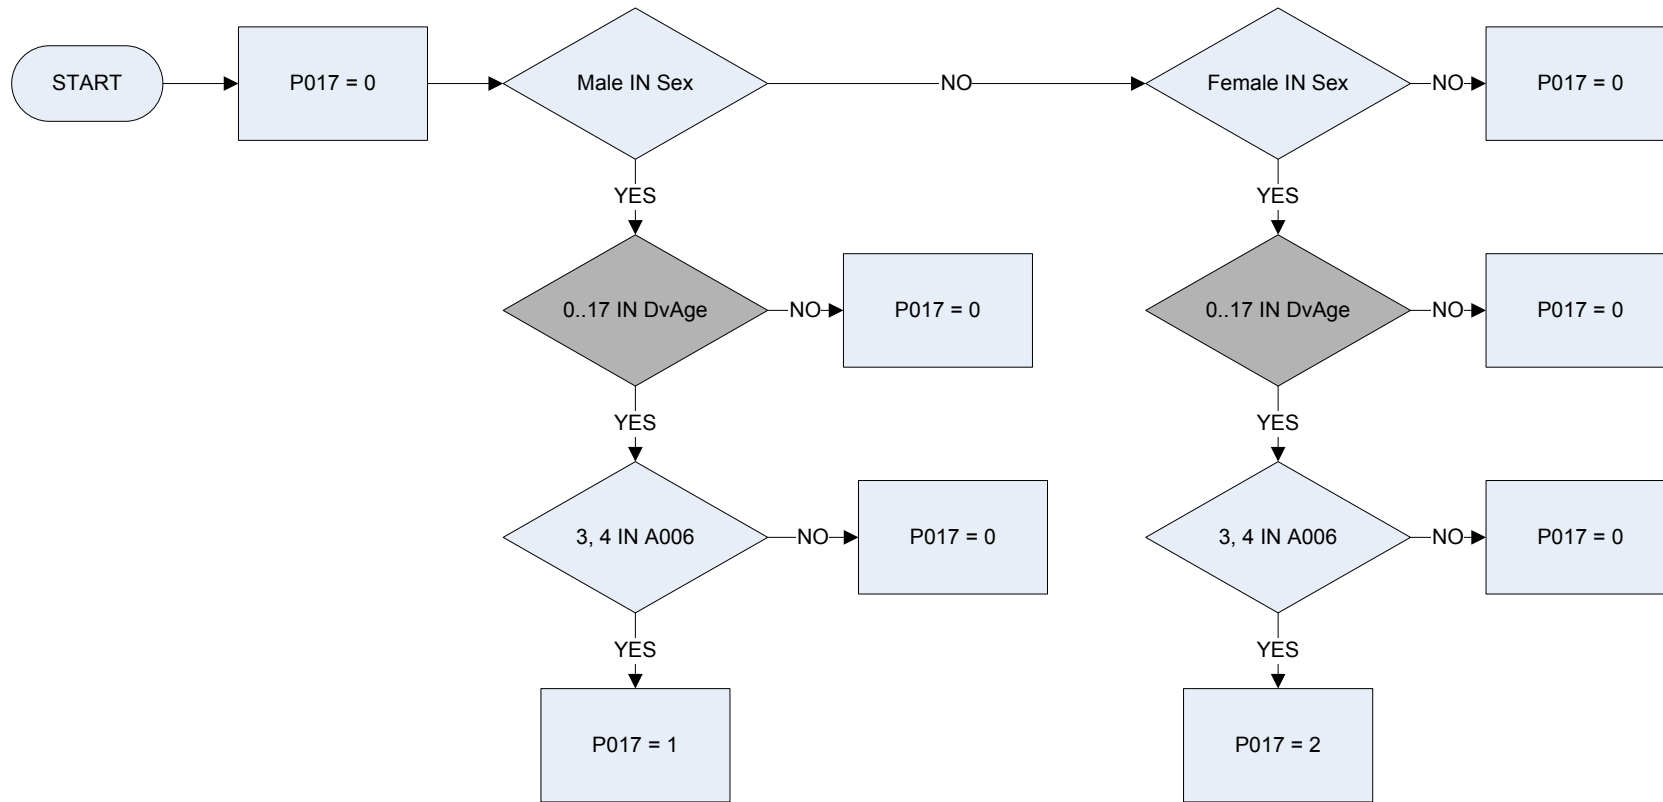 START
P017 = 0
Male IN Sex
NO
Female IN Sex
NO
P017 = 0
YES
YES
0..17 IN DvAge
NO
P017 = 0
0..17 IN DvAge
NO
P017 = 0
YES
YES
3, 4 IN A006
NO
P017 = 0
3, 4 IN A006
NO
P017 = 0
YES
YES
P017 = 1
P017 = 2